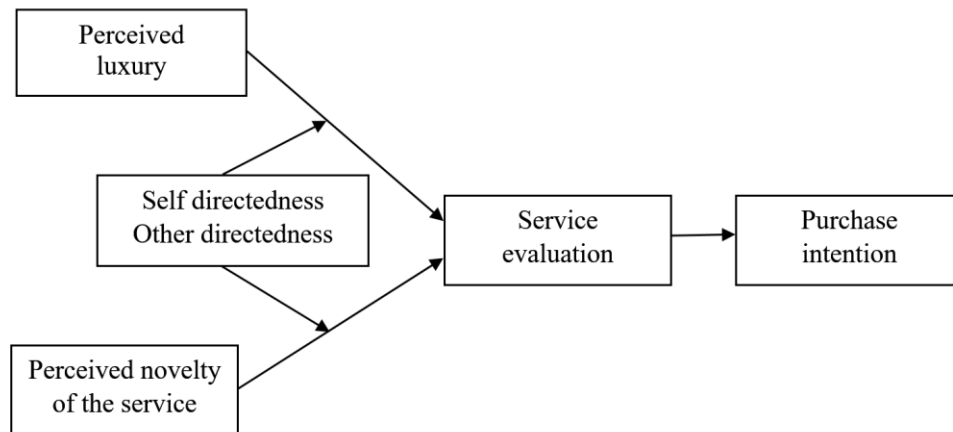 Perceived
luxury
Self directedness
Other directedness
Service
evaluation
Purchase
intention
Perceived novelty
of the service